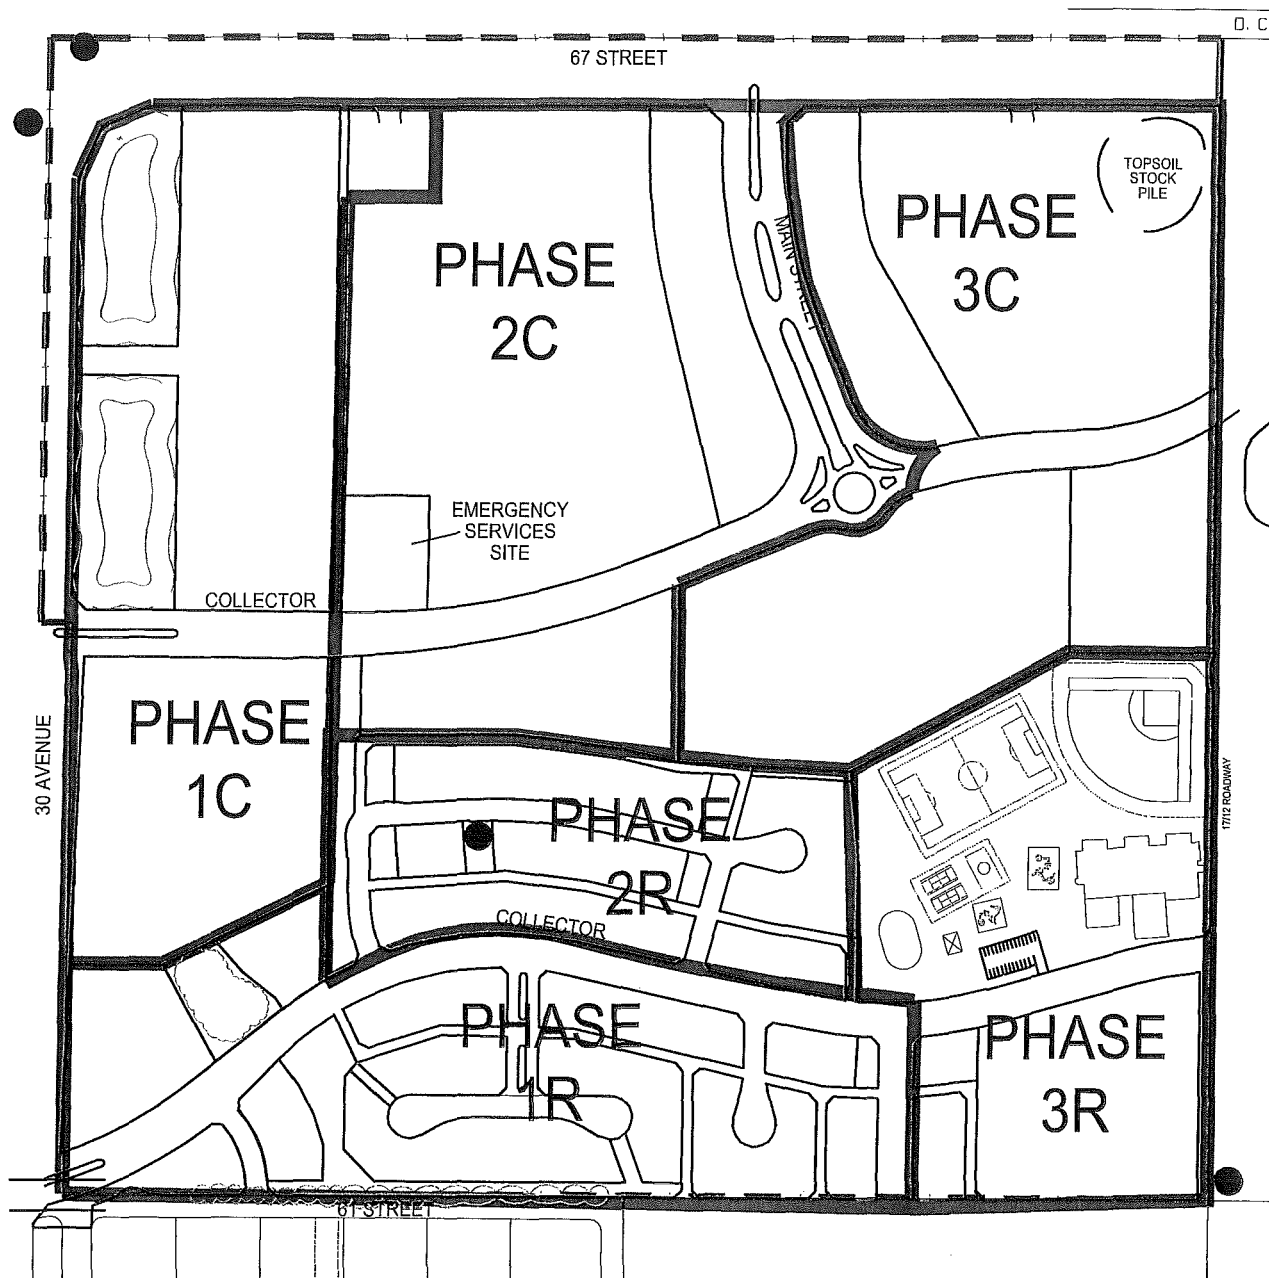 O. C
67 STREET
TOPSOIL
STOCK
PILE
PHASE
3C
MAIN STREET
PHASE
2C
EMERGENCY
SERVICES
SITE
COLLECTOR
PHASE
1C
30 AVENUE
17/12 ROADWAY
PHASE
2R
COLLECTOR
PHASE
1R
PHASE
3R
61 STREET